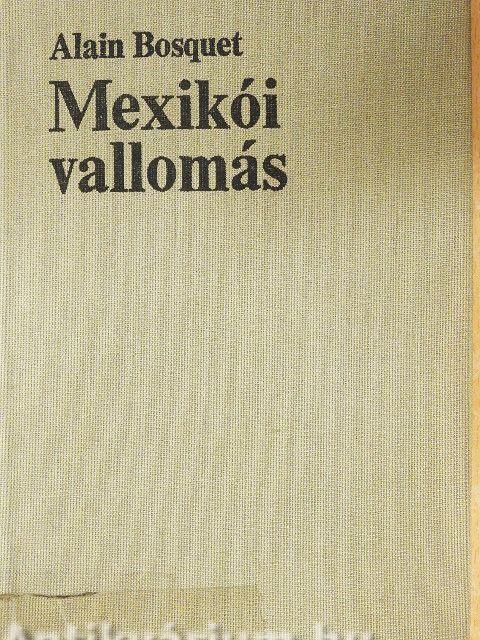 Alain Bosquet
Mexikói
vallomás